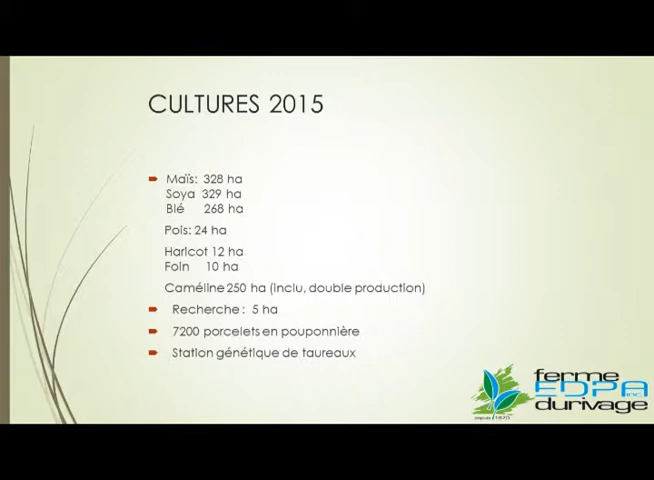 CULTURES 2015
Maïs: 328 ha
Soya 329 ha
Blé 268 ha
Pois: 24 ha
Haricot 12 ha
Foin 10 ha
Caméline 250 ha (inclu, double production)
Recherche : 5 ha
7200 porcelets en pouponnière
Station génétique de taureaux
ferme
EDPA inc.
durivage